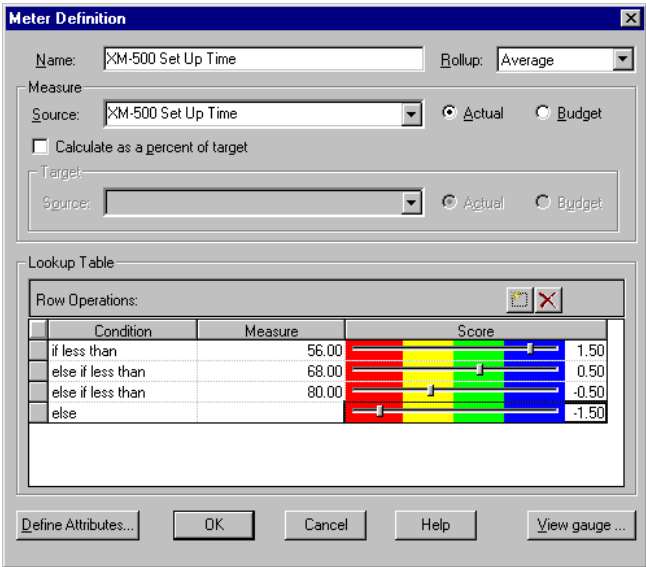 Meter Definition
Name: XM-500 Set Up Time Rollup: Average
Measure
Source: XM-500 Set Up Time Actual Budget
Calculate as a percent of target
Target
Source: Actual Budget
Lookup Table
Row Operations:
Condition Measure Score
if less than 56.00 1.50
else if less than 68.00 0.50
else if less than 80.00 -0.50
else -1.50
Define Attributes... OK Cancel Help View gauge ...